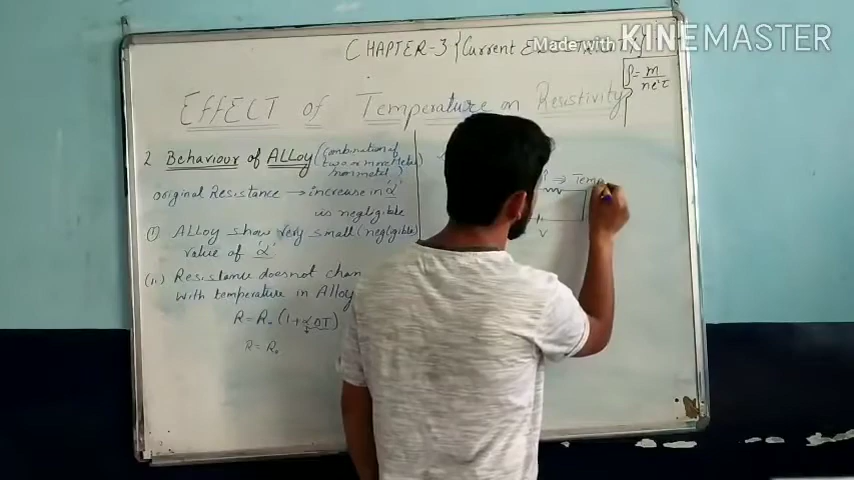 CHAPTER-3 {Current ELECTRICITY}
Made with KINEMASTER
ρ = m
ne²τ
EFFECT of Temperature on Resistivity
2. BEHAVIOUR of ALLOY (combination of
two or more Metal
nonmetal)
original Resistance → increase in 'α'
is negligible
(i) ALLOY show very small (negligible)
value of 'α'
(ii) Resistance doesnot chan
with temperature in Alloy
R = R₀ (1+αΔT)
R = R₀
ρ → Temp
V